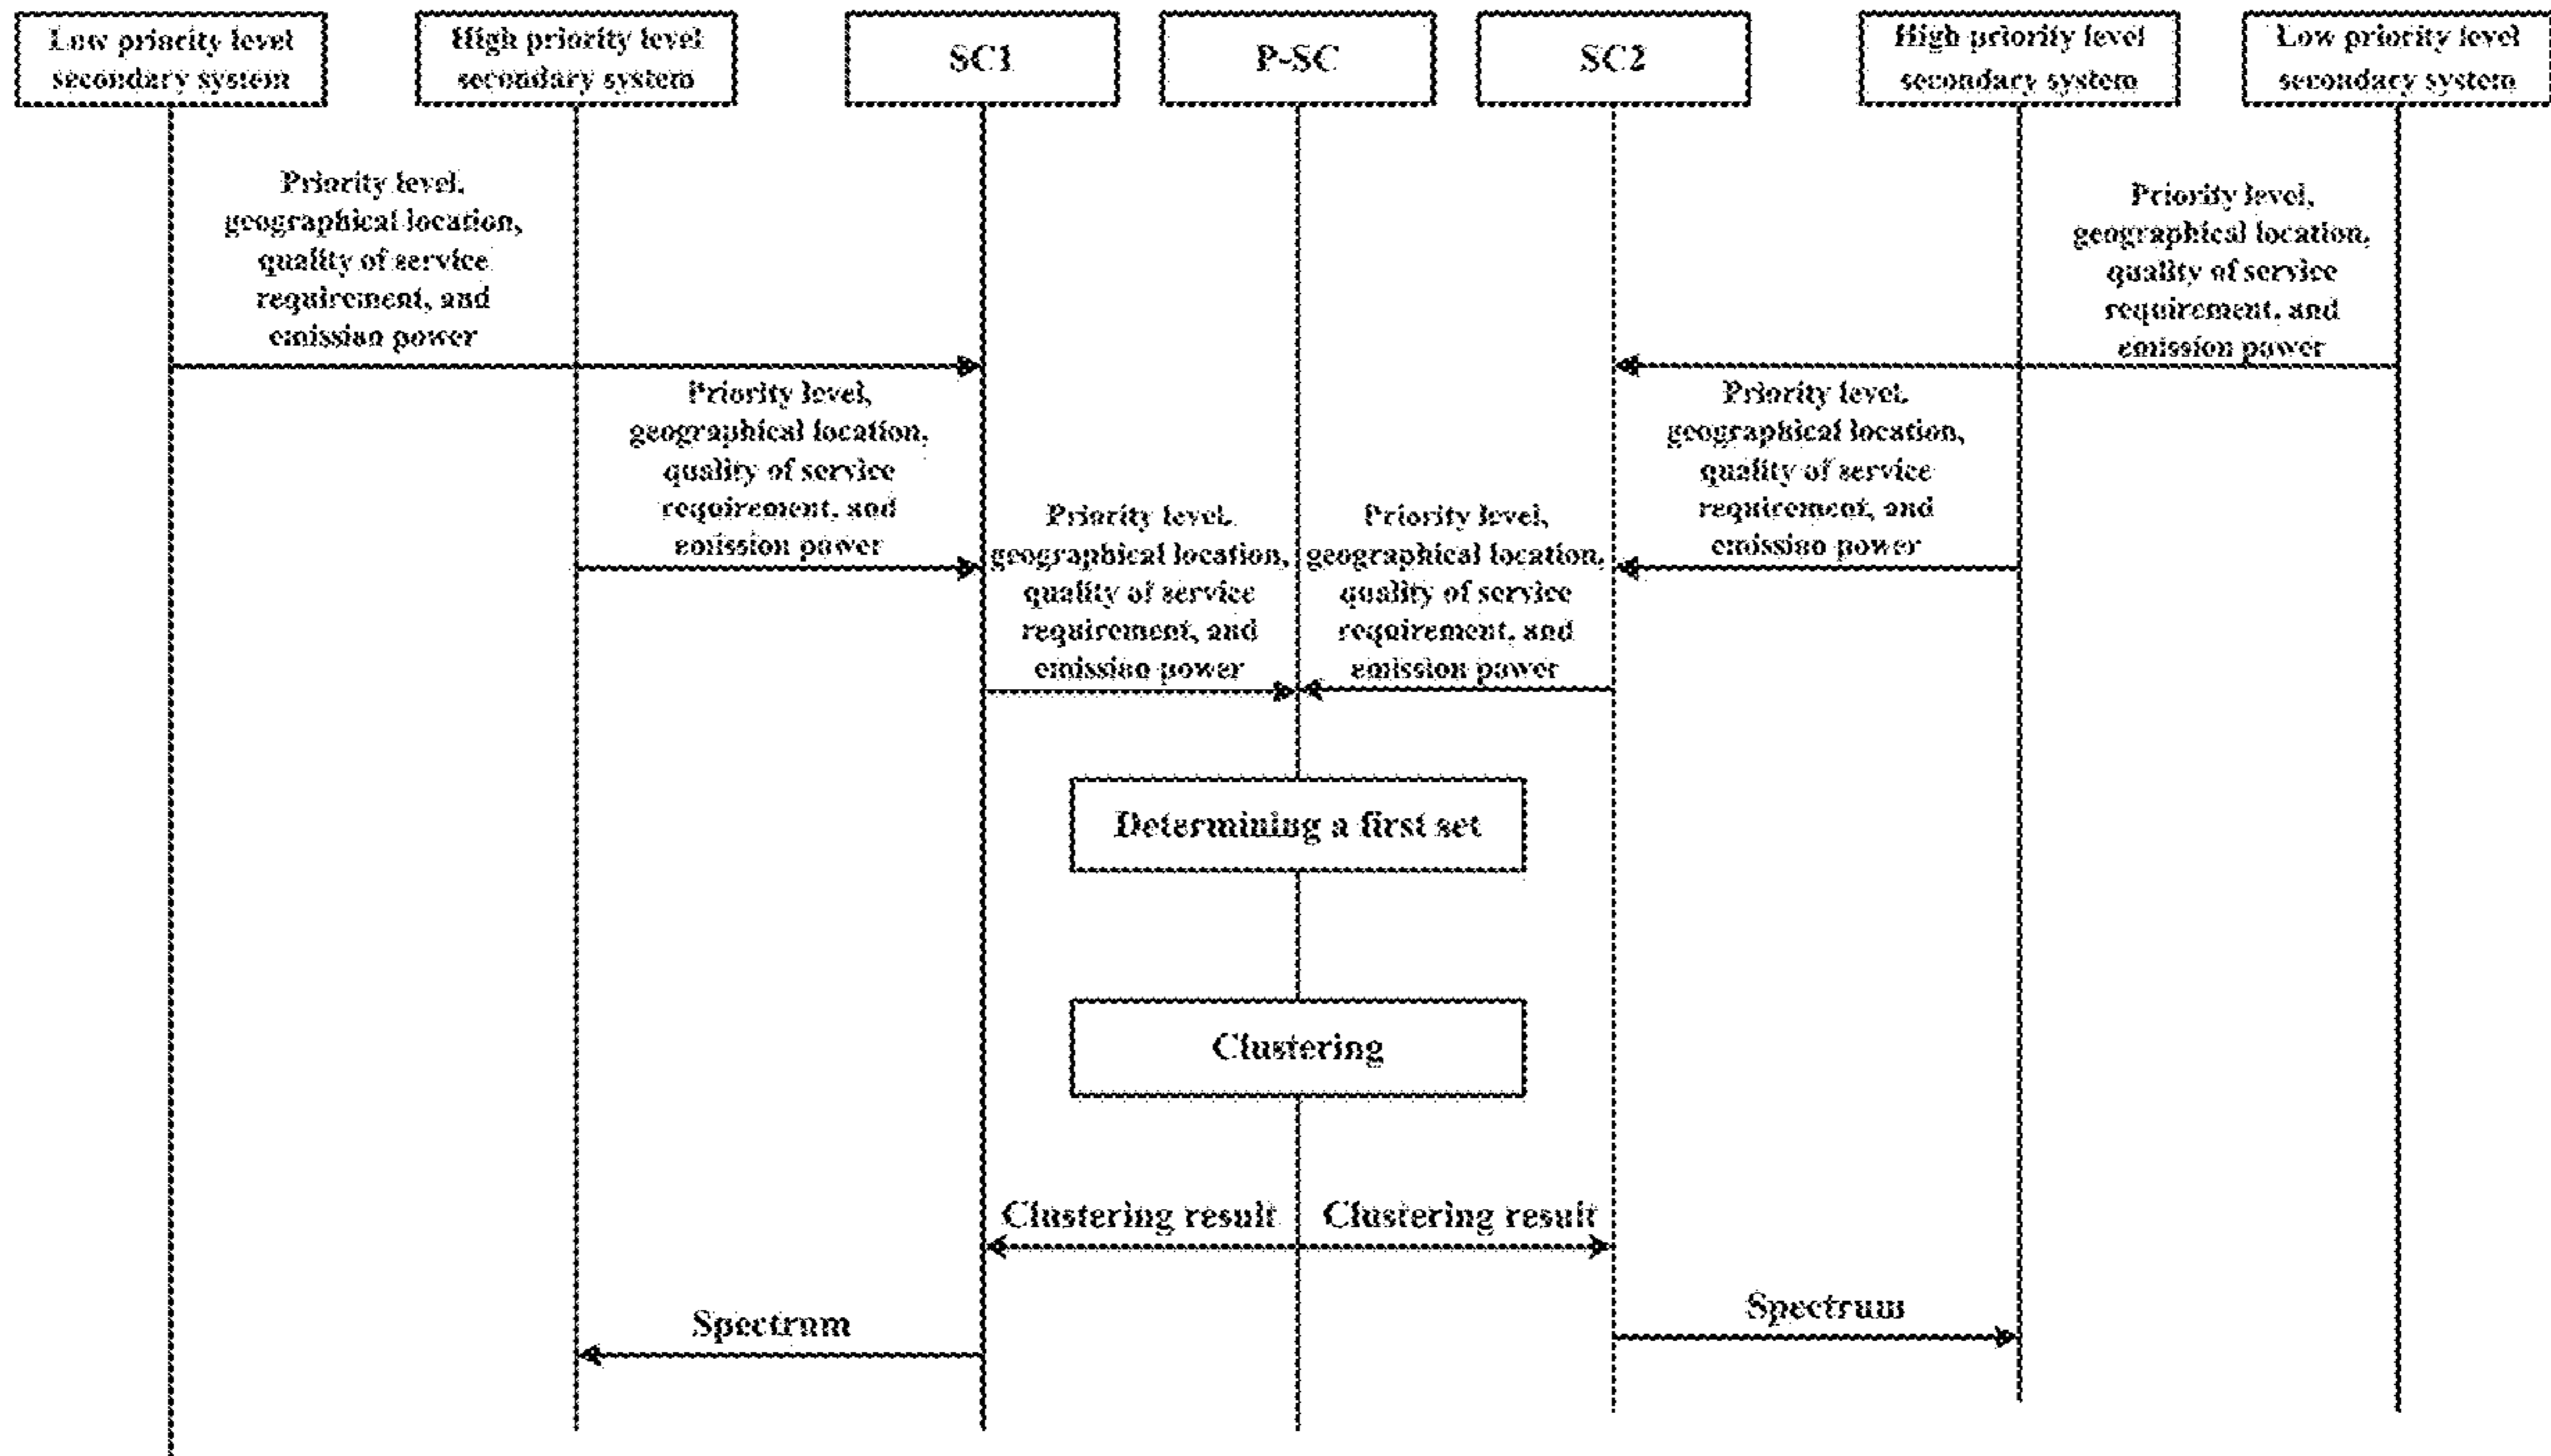 Low priority level
secondary system
High priority level
secondary system
SC1
P-SC
SC2
High priority level
secondary system
Low priority level
secondary system
Priority level,
geographical location,
quality of service
requirement, and
emission power
Priority level,
geographical location,
quality of service
requirement, and
emission power
Priority level,
geographical location,
quality of service
requirement, and
emission power
Priority level,
geographical location,
quality of service
requirement, and
emission power
Priority level,
geographical location,
quality of service
requirement, and
emission power
Priority level,
geographical location,
quality of service
requirement, and
emission power
Determining a first set
Clustering
Clustering result
Clustering result
Spectrum
Spectrum